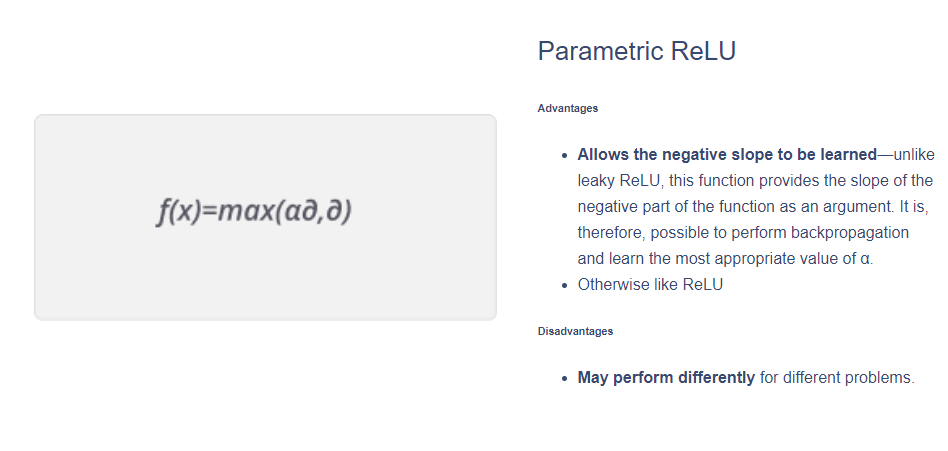 Parametric ReLU
Advantages
f(x)=max(α∂,∂)
• Allows the negative slope to be learned—unlike
leaky ReLU, this function provides the slope of the
negative part of the function as an argument. It is,
therefore, possible to perform backpropagation
and learn the most appropriate value of α.
• Otherwise like ReLU
Disadvantages
• May perform differently for different problems.